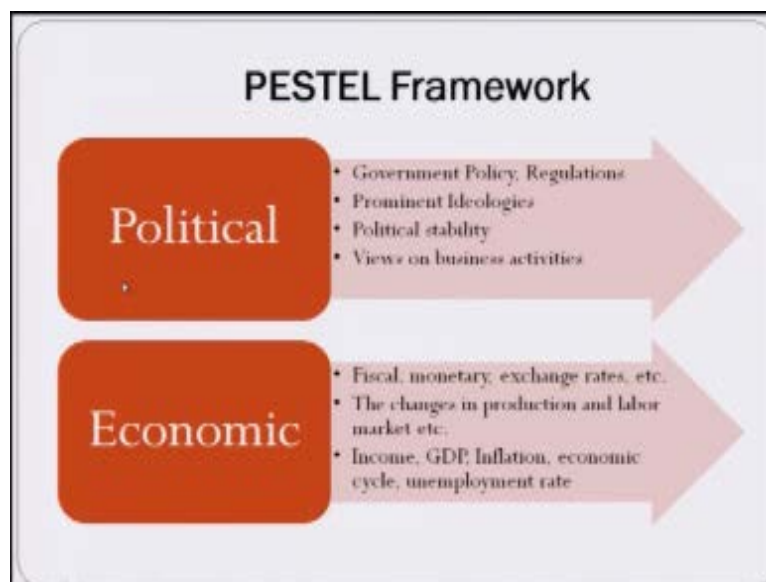 PESTEL Framework
Political
• Government Policy, Regulations
• Prominent Ideologies
• Political stability
• Views on business activities
Economic
• Fiscal, monetary, exchange rates, etc.
• The changes in production and labor
market etc.
• Income, GDP, Inflation, economic
cycle, unemployment rate